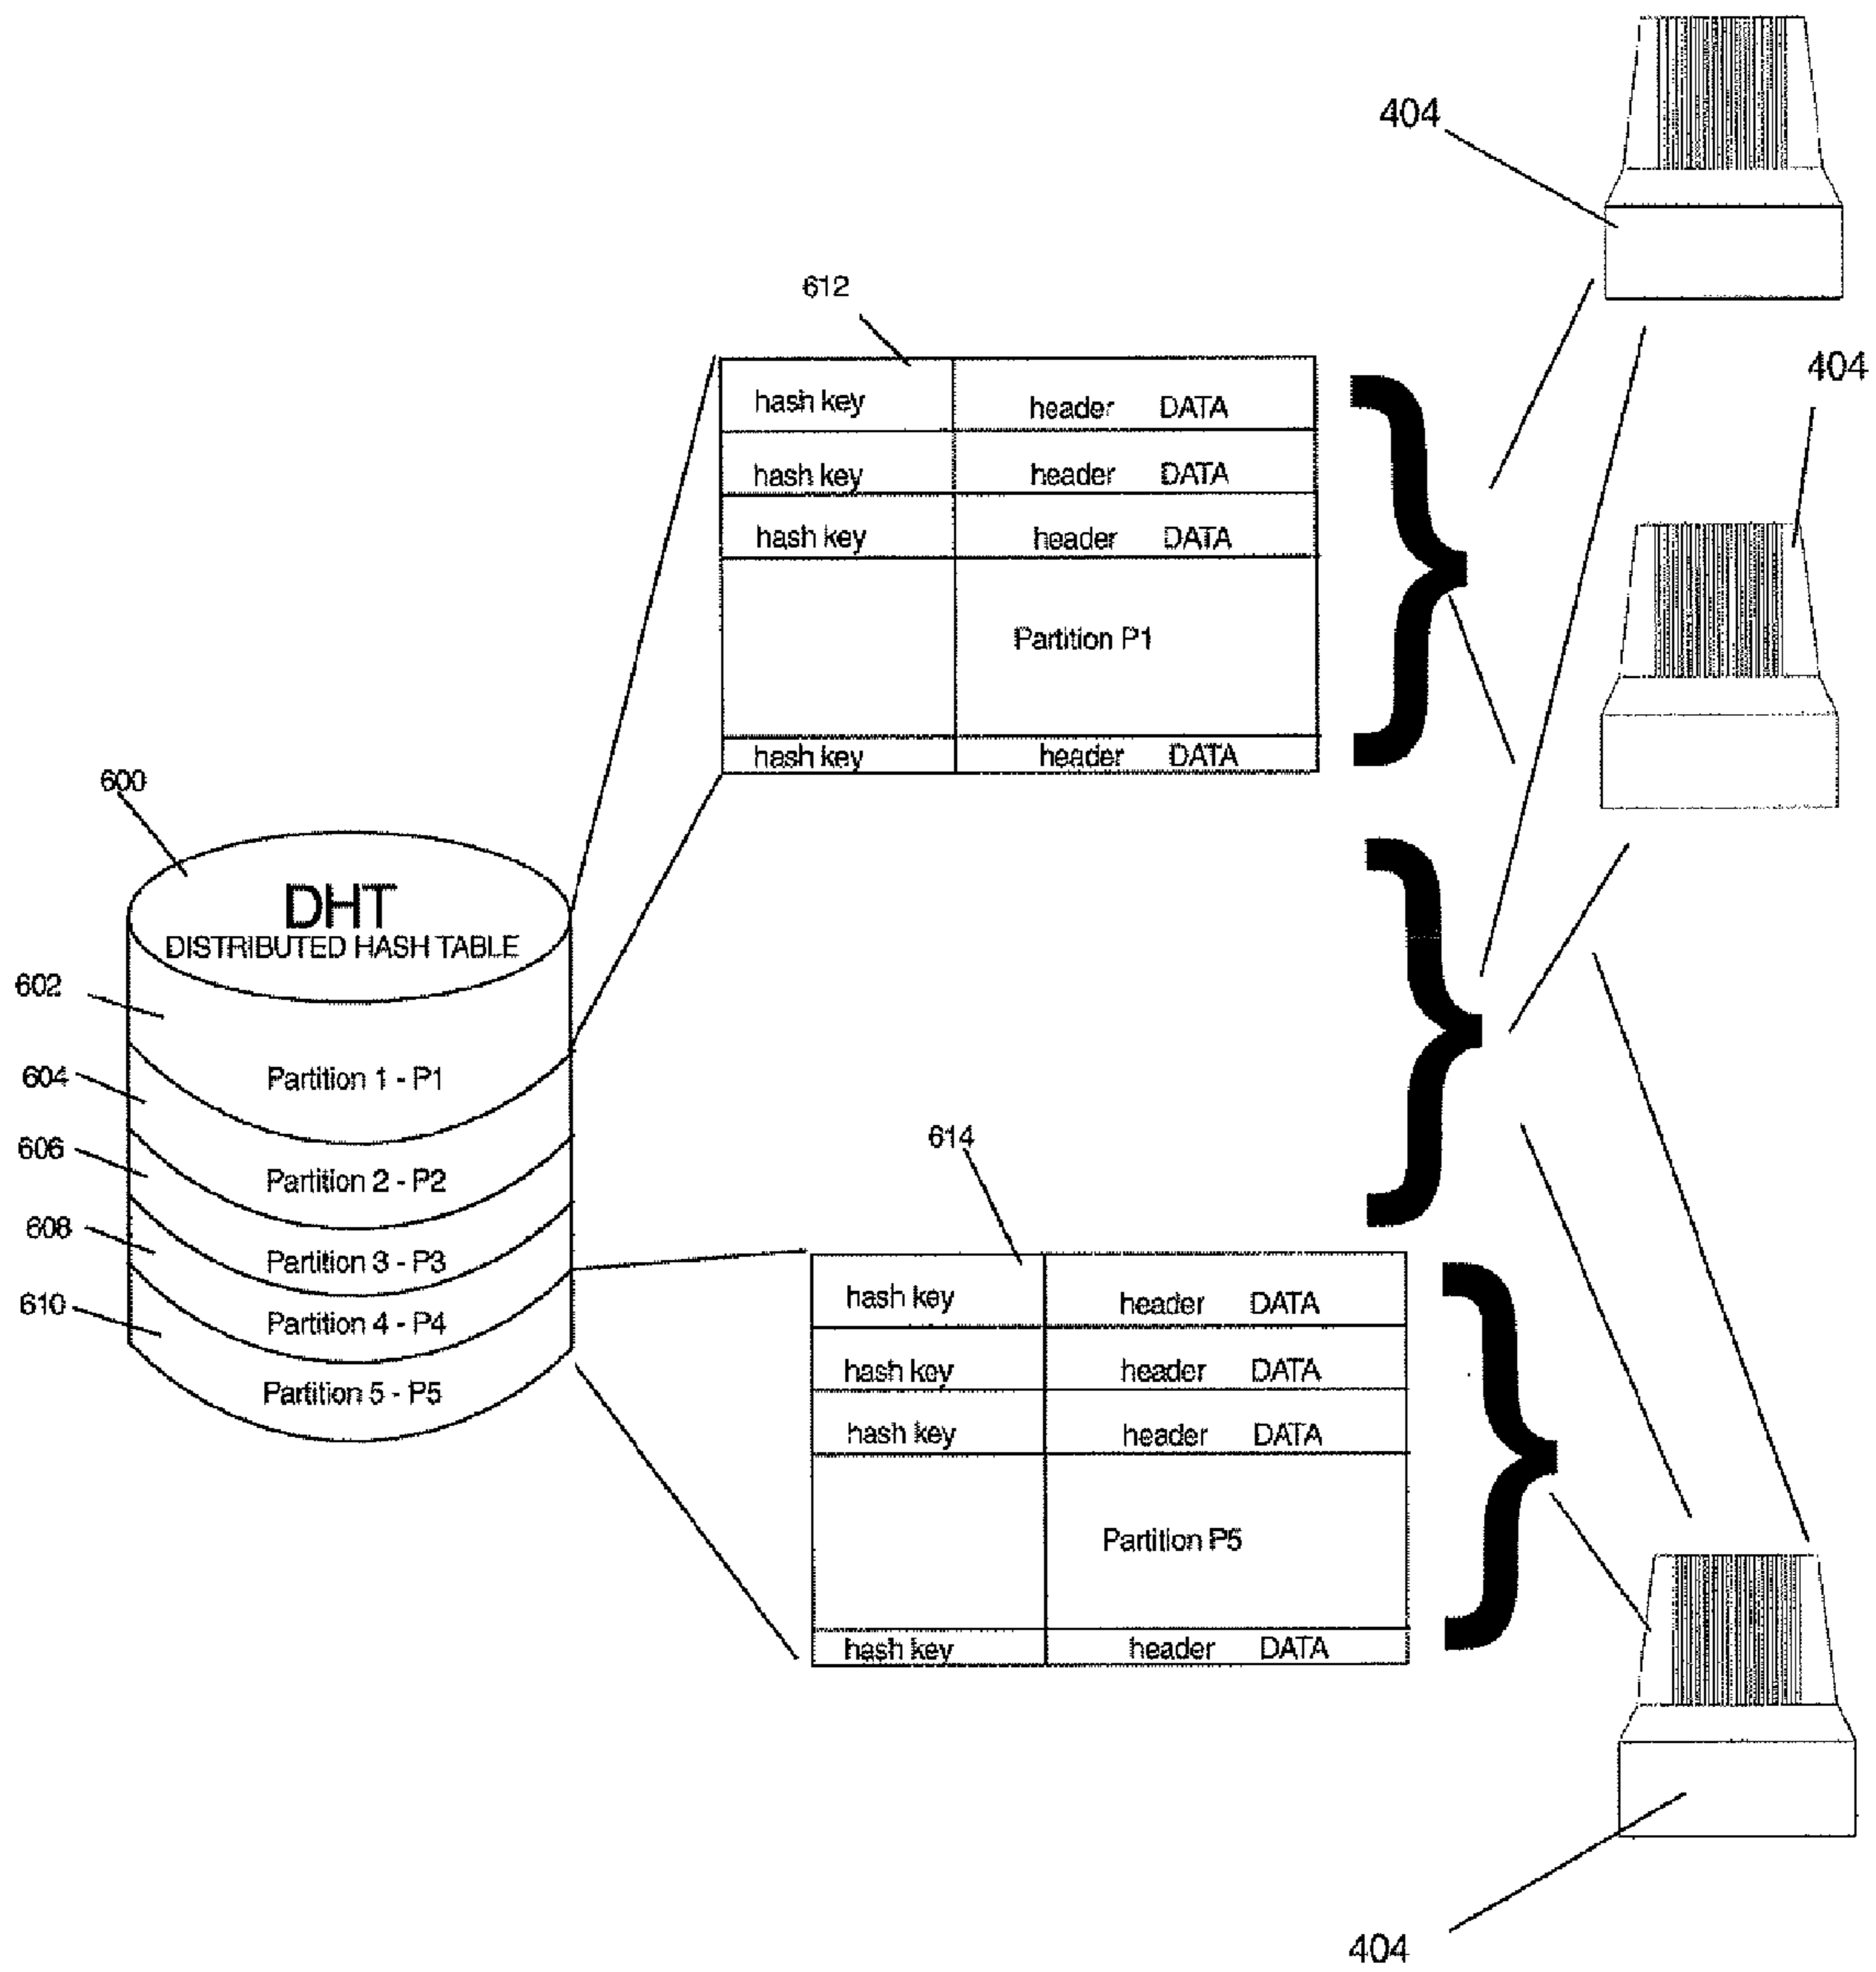 404
612
404
hash key header DATA
hash key header DATA
hash key header DATA
Partition P1
hash key header DATA
600
DHT
DISTRIBUTED HASH TABLE
602
Partition 1 - P1
604
606
Partition 2 - P2
608
Partition 3 - P3
610
Partition 4 - P4
Partition 5 - P5
614
hash key header DATA
hash key header DATA
hash key header DATA
Partition P5
hash key header DATA
404